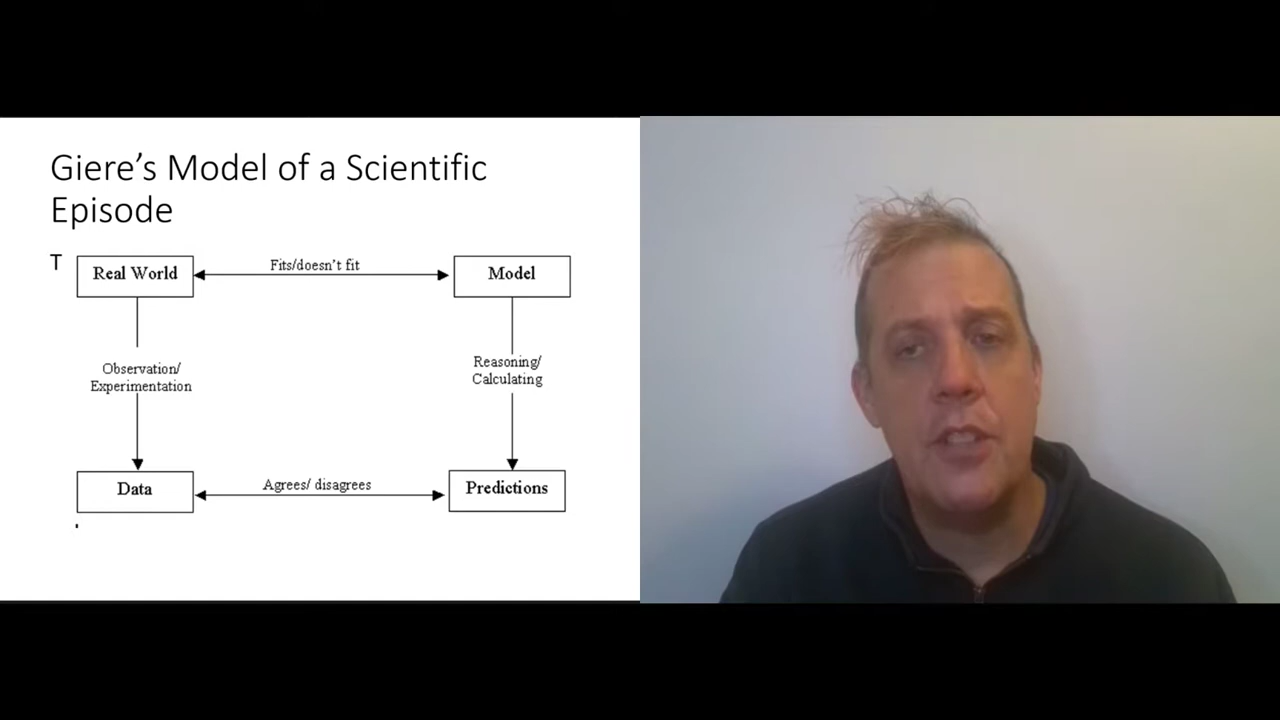 Giere’s Model of a Scientific
Episode
T
Real World
Fits/doesn’t fit
Model
Observation/
Experimentation
Reasoning/
Calculating
Data
Agrees/ disagrees
Predictions